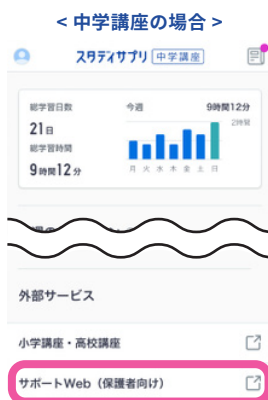 < 中学講座の場合 >
スタディサプリ 中学講座
総学習日数
21日
総学習時間
9時間12分
今週 9時間12分
2時間
月 火 水 木 金 土 日
外部サービス
小学講座・高校講座
サポートWeb（保護者向け）